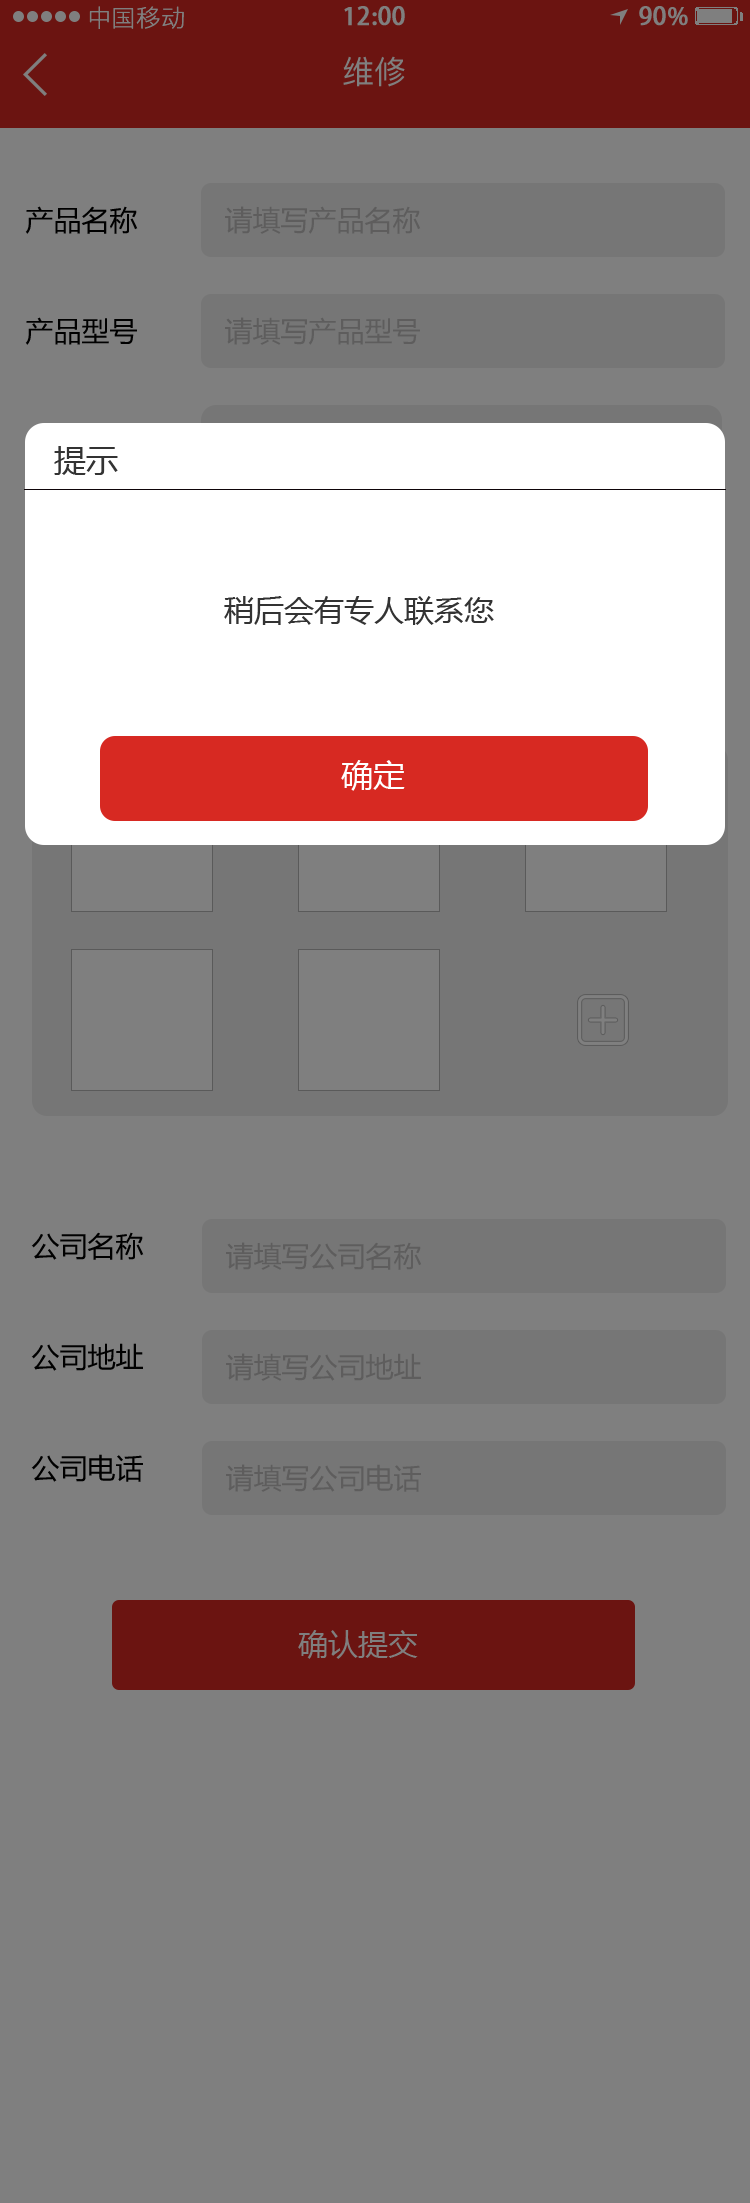 中国移动 12:00 90%
维修
产品名称 请填写产品名称
产品型号 请填写产品型号
提示
稍后会有专人联系您
确定
公司名称 请填写公司名称
公司地址 请填写公司地址
公司电话 请填写公司电话
确认提交